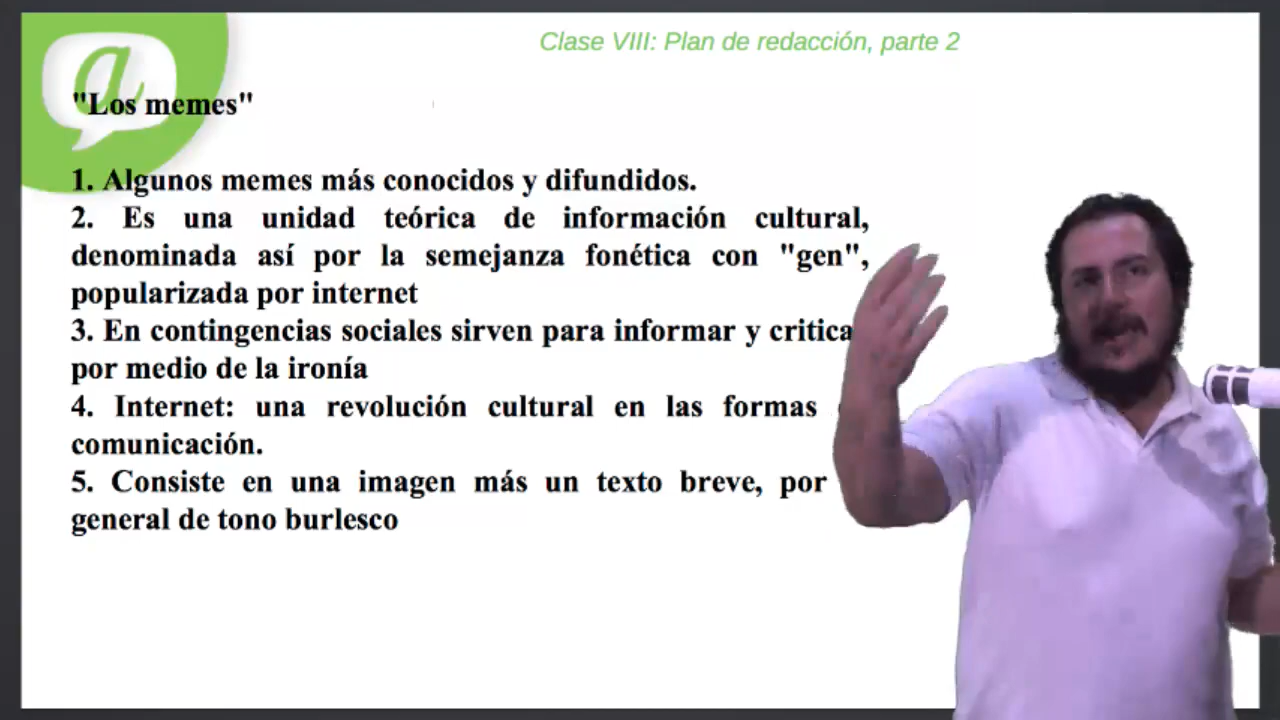 Clase VIII: Plan de redacción, parte 2
a
"Los memes"
1. Algunos memes más conocidos y difundidos.
2. Es una unidad teórica de información cultural,
denominada así por la semejanza fonética con "gen",
popularizada por internet
3. En contingencias sociales sirven para informar y critica
por medio de la ironía
4. Internet: una revolución cultural en las formas
comunicación.
5. Consiste en una imagen más un texto breve, por
general de tono burlesco